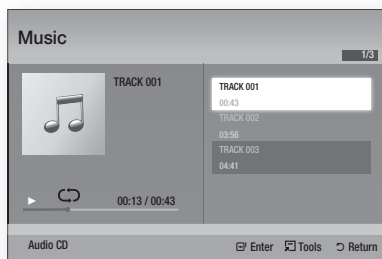 Music
1/3
TRACK 001
00:13 / 00:43
TRACK 001
00:43
TRACK 002
03:56
TRACK 003
04:41
Audio CD
Enter Tools Return